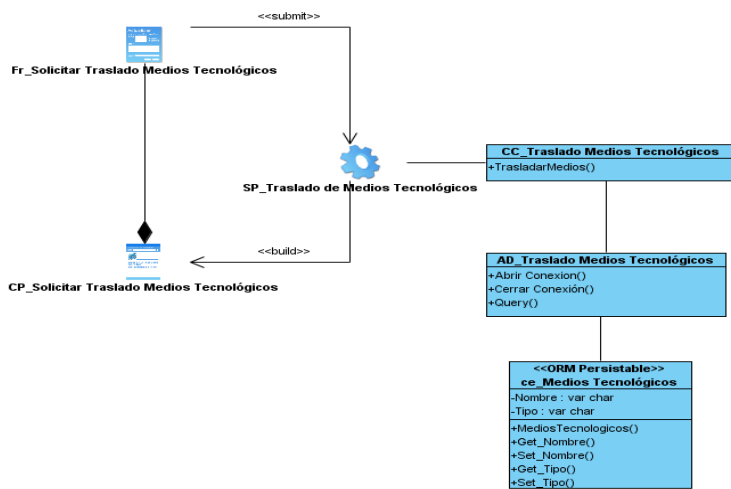 <<submit>>
Fr_Solicitar Traslado Medios Tecnológicos
CC_Traslado Medios Tecnológicos
+TrasladarMedios()
SP_Traslado de Medios Tecnológicos
<<build>>
CP_Solicitar Traslado Medios Tecnológicos
AD_Traslado Medios Tecnológicos
+Abrir Conexion()
+Cerrar Conexión()
+Query()
<<ORM Persistable>>
ce_Medios Tecnológicos
-Nombre : var char
-Tipo : var char
+MediosTecnologicos()
+Get_Nombre()
+Set_Nombre()
+Get_Tipo()
+Set_Tipo()